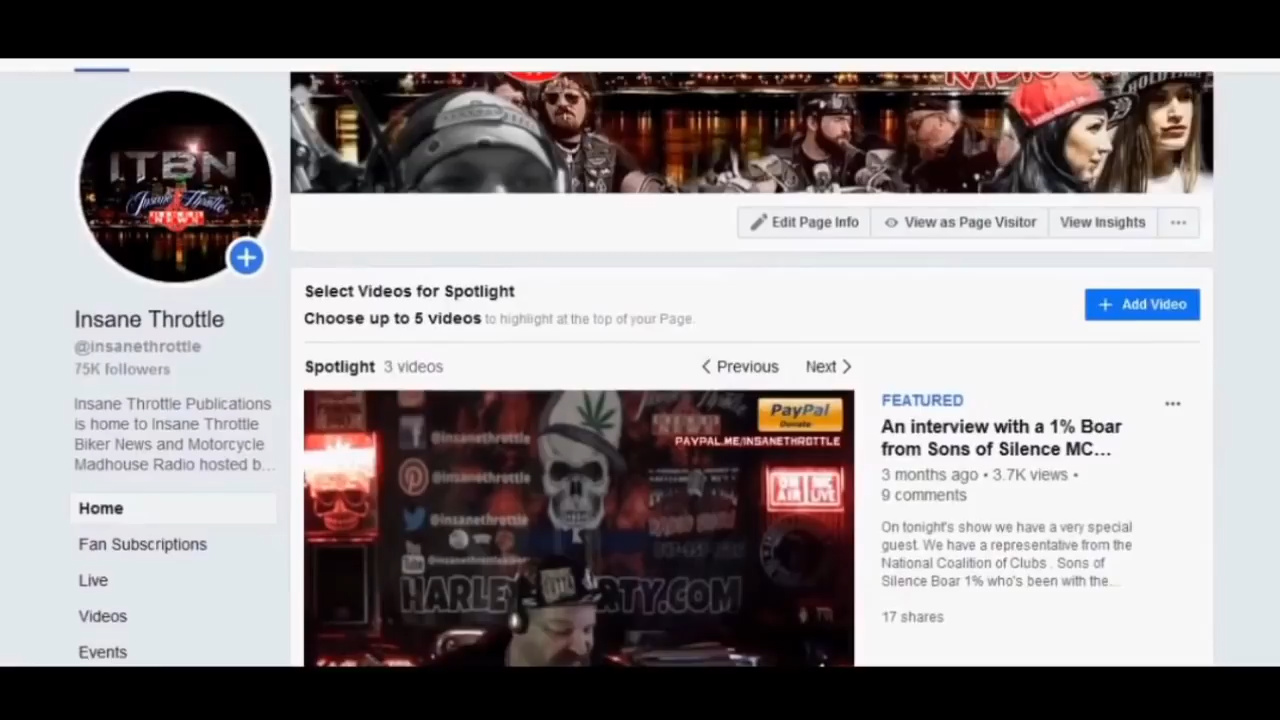 ITBN
Insane Throttle
Insane Throttle
@insanethrottle
75K followers
Insane Throttle Publications
is home to Insane Throttle
Biker News and Motorcycle
Madhouse Radio hosted b...
Home
Fan Subscriptions
Live
Videos
Events
Edit Page Info
View as Page Visitor
View Insights
Select Videos for Spotlight
Choose up to 5 videos to highlight at the top of your Page.
+ Add Video
Spotlight 3 videos
< Previous
Next >
PayPal
Donate
PAYPAL.ME/INSANETHROTTLE
@insanethrottle
@insanethrottle
@insanethrottle
ON AIR
LIVE
FEATURED
An interview with a 1% Boar
from Sons of Silence MC...
3 months ago • 3.7K views •
9 comments
On tonight's show we have a very special
guest. We have a representative from the
National Coalition of Clubs . Sons of
Silence Boar 1% who's been with the...
17 shares